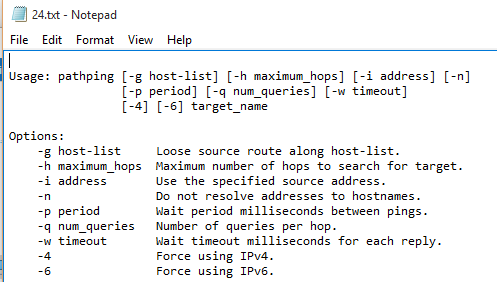 24.txt - Notepad
File Edit Format View Help
Usage: pathping [-g host-list] [-h maximum_hops] [-i address] [-n]
                [-p period] [-q num_queries] [-w timeout]
                [-4] [-6] target_name
Options:
    -g host-list     Loose source route along host-list.
    -h maximum_hops  Maximum number of hops to search for target.
    -i address       Use the specified source address.
    -n               Do not resolve addresses to hostnames.
    -p period        Wait period milliseconds between pings.
    -q num_queries   Number of queries per hop.
    -w timeout       Wait timeout milliseconds for each reply.
    -4               Force using IPv4.
    -6               Force using IPv6.